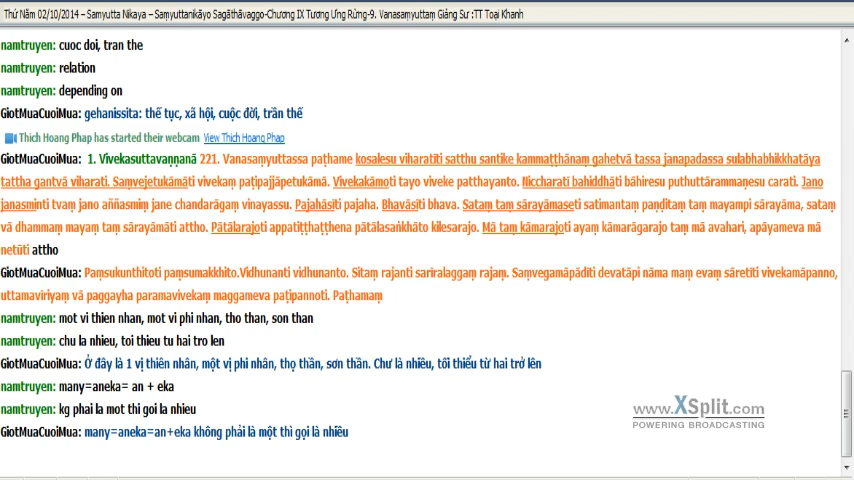 Thứ Năm 02/10/2014 – Samyutta Nikaya – Saṃyuttanikāyo Sagāthāvaggo-Chương IX Tương Ưng Rừng-9. Vanasaṃyuttaṃ Giảng Sư :TT Toại Khanh
namtruyen: cuoc doi, tran the
namtruyen: relation
namtruyen: depending on
GiotMuaCuoiMua: gehanissita: thế tục, xã hội, cuộc đời, trần thế
Thich Hoang Phap has started their webcam View Thich Hoang Phap
GiotMuaCuoiMua: 1. Vivekasuttavaṇṇanā 221. Vanasaṃyuttassa paṭhame kosalesu viharatīti satthu santike kammaṭṭhānaṃ gahetvā tassa janapadassa sulabhabhikkhatāya
tattha gantvā viharati. Saṃvejetukāmāti vivekaṃ paṭipajjāpetukāmā. Vivekakāmoti tayo viveke patthayanto. Niccharatī bahiddhāti bāhiresu puthuttārammaṇesu carati. Jano
janasminti tvaṃ jano aññasmiṃ jane chandarāgaṃ vinayassu. Pajahāsīti pajaha. Bhavāsīti bhava. Sataṃ taṃ sārayāmaseti satimantaṃ paṇḍitaṃ taṃ mayampi sārayāma, sataṃ
vā dhammaṃ mayaṃ taṃ sārayāmāti attho. Pātālarajoti appatiṭṭhaṭṭhena pātālasaṅkhāto kilesarajo. Mā taṃ kāmarajoti ayaṃ kāmarāgarajo taṃ mā avahari, apāyameva mā
netūti attho
GiotMuaCuoiMua: Paṃsukunthitoti paṃsumakkhito.Vidhunanti vidhunanto. Sitaṃ rajanti sarīralaggaṃ rajaṃ. Saṃvegamāpādīti devatāpi nāma maṃ evaṃ sāretīti vivekamāpanno,
uttamavīriyaṃ vā paggayha paramavivekaṃ maggameva paṭipannoti. Paṭhamaṃ
namtruyen: mot vi thien nhan, mot vi phi nhan, tho than, son than
namtruyen: chu la nhieu, toi thieu tu hai tro len
GiotMuaCuoiMua: Ở đây là 1 vị thiên nhân, một vị phi nhân, thọ thần, sơn thần. Chư là nhiều, tối thiểu từ hai trở lên
namtruyen: many=aneka= an + eka
namtruyen: kg phai la mot thi goi la nhieu
GiotMuaCuoiMua: many=aneka=an+eka không phải là một thì gọi là nhiều
www.XSplit.com
POWERING BROADCASTING